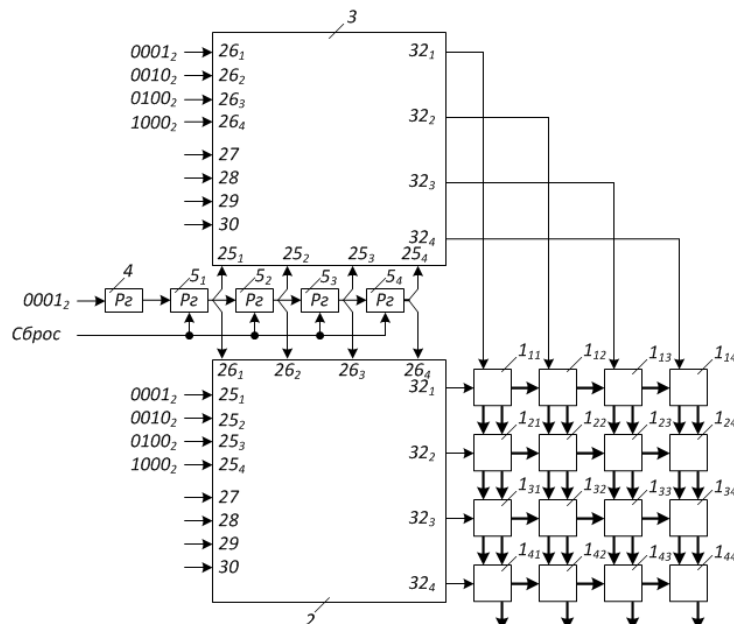 3
0001₂ 26₁ 32₁
0010₂ 26₂
0100₂ 26₃
1000₂ 26₄ 32₂
27
28 32₃
29
30 32₄
25₁ 25₂ 25₃ 25₄
4 5₁ 5₂ 5₃ 5₄
0001₂ Рг Рг Рг Рг Рг
Сброс
26₁ 26₂ 26₃ 26₄ 1₁₁ 1₁₂ 1₁₃ 1₁₄
0001₂ 25₁ 32₁
0010₂ 25₂ 1₂₁ 1₂₂ 1₂₃ 1₂₄
0100₂ 25₃ 32₂
1000₂ 25₄
27 1₃₁ 1₃₂ 1₃₃ 1₃₄
28 32₃
29 1₄₁ 1₄₂ 1₄₃ 1₄₄
30 32₄
2